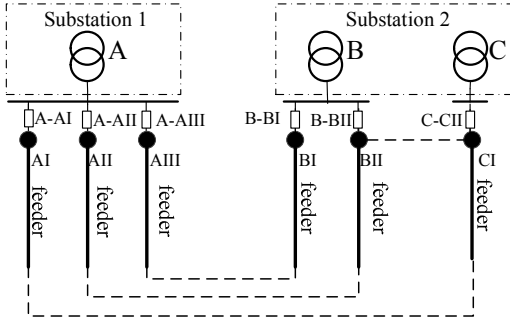 Substation 1
Substation 2
A
B
C
A-AI
A-AII
A-AIII
B-BI
B-BII
C-CII
AI
AII
AIII
BI
BII
CI
feeder
feeder
feeder
feeder
feeder
feeder